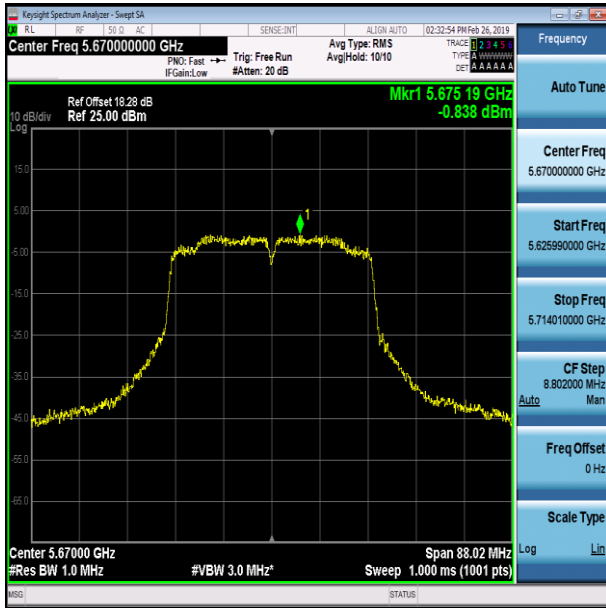 Keysight Spectrum Analyzer - Swept SA
RL RF 50 Ω AC SENSE:INT ALIGN AUTO 02:32:54 PM Feb 26, 2019
Center Freq 5.670000000 GHz
PNO: Fast
IFGain:Low
Trig: Free Run
#Atten: 20 dB
Avg Type: RMS
Avg|Hold: 10/10
TRACE 1 2 3 4 5 6
TYPE A WWWWW
DET A A A A A A
Ref Offset 18.28 dB
Ref 25.00 dBm
10 dB/div
Log
Mkr1 5.675 19 GHz
-0.838 dBm
15.0
5.00
-5.00
-15.0
-25.0
-35.0
-45.0
-55.0
-65.0
1
Center 5.67000 GHz
Span 88.02 MHz
#Res BW 1.0 MHz
#VBW 3.0 MHz*
Sweep 1.000 ms (1001 pts)
MSG
STATUS
Frequency
Auto Tune
Center Freq
5.670000000 GHz
Start Freq
5.625990000 GHz
Stop Freq
5.714010000 GHz
CF Step
8.802000 MHz
Auto Man
Freq Offset
0 Hz
Scale Type
Log Lin